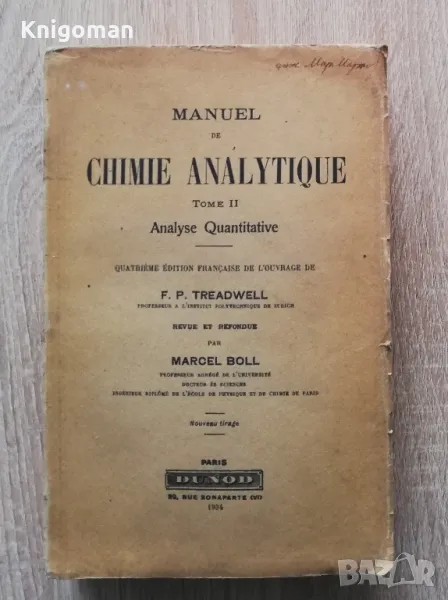 Knigoman
MANUEL
DE
CHIMIE ANALYTIQUE
TOME II
Analyse Quantitative
QUATRIÈME ÉDITION FRANÇAISE DE L'OUVRAGE DE
F. P. TREADWELL
PROFESSEUR A L'INSTITUT POLYTECHNIQUE DE ZURICH
REVUE ET REFONDUE
PAR
MARCEL BOLL
PROFESSEUR AGRÉGÉ DE L'UNIVERSITÉ
DOCTEUR ÈS SCIENCES
INGÉNIEUR DIPLÔMÉ DE L'ÉCOLE DE PHYSIQUE ET DE CHIMIE DE PARIS
Nouveau tirage
PARIS
DUNOD
92, RUE BONAPARTE (VI)
BAZAR